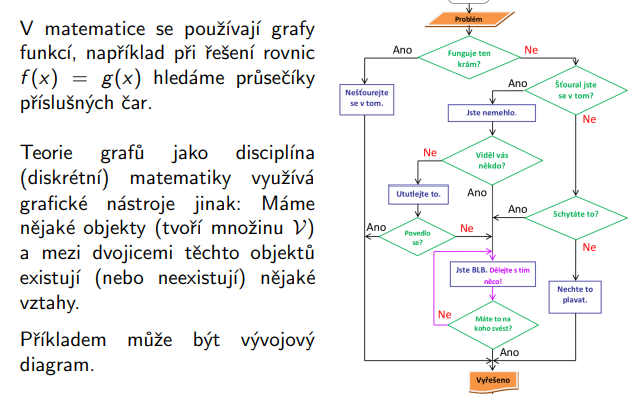 V matematice se používají grafy
funkcí, například při řešení rovnic
f(x) = g(x) hledáme průsečíky
příslušných čar.
Teorie grafů jako disciplína
(diskrétní) matematiky využívá
grafické nástroje jinak: Máme
nějaké objekty (tvoří množinu V)
a mezi dvojicemi těchto objektů
existují (nebo neexistují) nějaké
vztahy.
Příkladem může být vývojový
diagram.
Problém
Ano
Funguje ten
krám?
Ne
Nešťourejte
se v tom.
Ano
Šťoural jste
se v tom?
Ne
Jste nemehlo.
Ne
Viděl vás
někdo?
Ano
Ututlejte to.
Ano
Povedlo
se?
Ne
Ano
Schytáte to?
Ne
Jste BLB. Dělejte s tím
něco!
Nechte to
plavat.
Ne
Máte to na
koho svést?
Ano
Vyřešeno